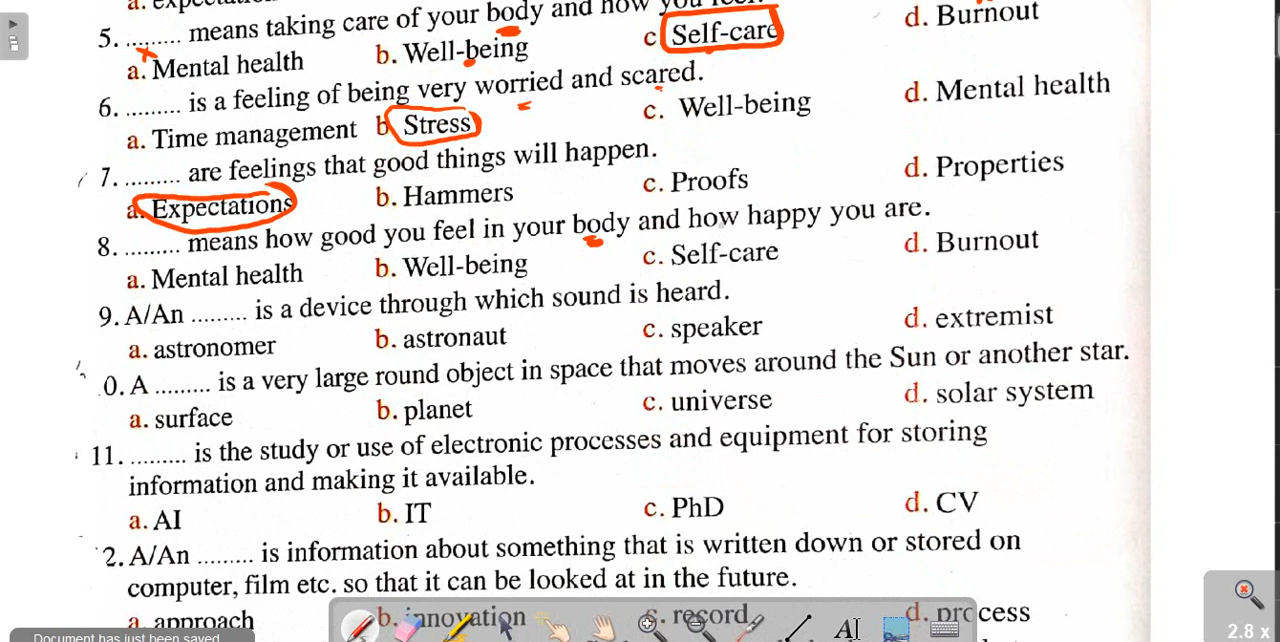 5. ......... means taking care of your body and how you feel.
a. Mental health b. Well-being c Self-care d. Burnout
6. ......... is a feeling of being very worried and scared.
a. Time management b Stress c. Well-being d. Mental health
7. ......... are feelings that good things will happen.
a. Expectations b. Hammers c. Proofs d. Properties
8. ......... means how good you feel in your body and how happy you are.
a. Mental health b. Well-being c. Self-care d. Burnout
9. A/An ......... is a device through which sound is heard.
a. astronomer b. astronaut c. speaker d. extremist
0. A ......... is a very large round object in space that moves around the Sun or another star.
a. surface b. planet c. universe d. solar system
11. ......... is the study or use of electronic processes and equipment for storing
information and making it available.
a. AI b. IT c. PhD d. CV
2. A/An ......... is information about something that is written down or stored on
computer, film etc. so that it can be looked at in the future.
a. approach b. innovation c. record d. process
Document has just been saved
2.8 x